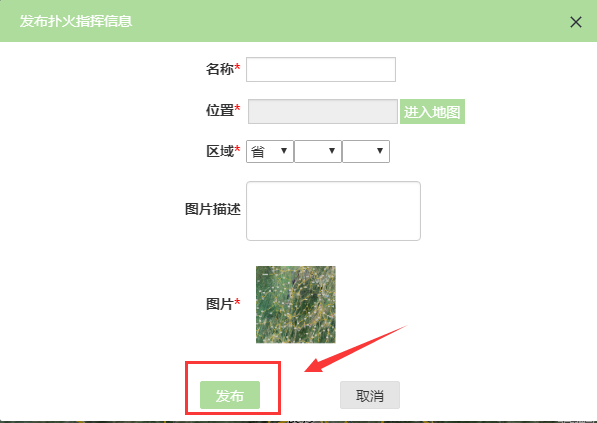 发布扑火指挥信息
名称*
位置* 进入地图
区域* 省
图片描述
图片*
发布 取消